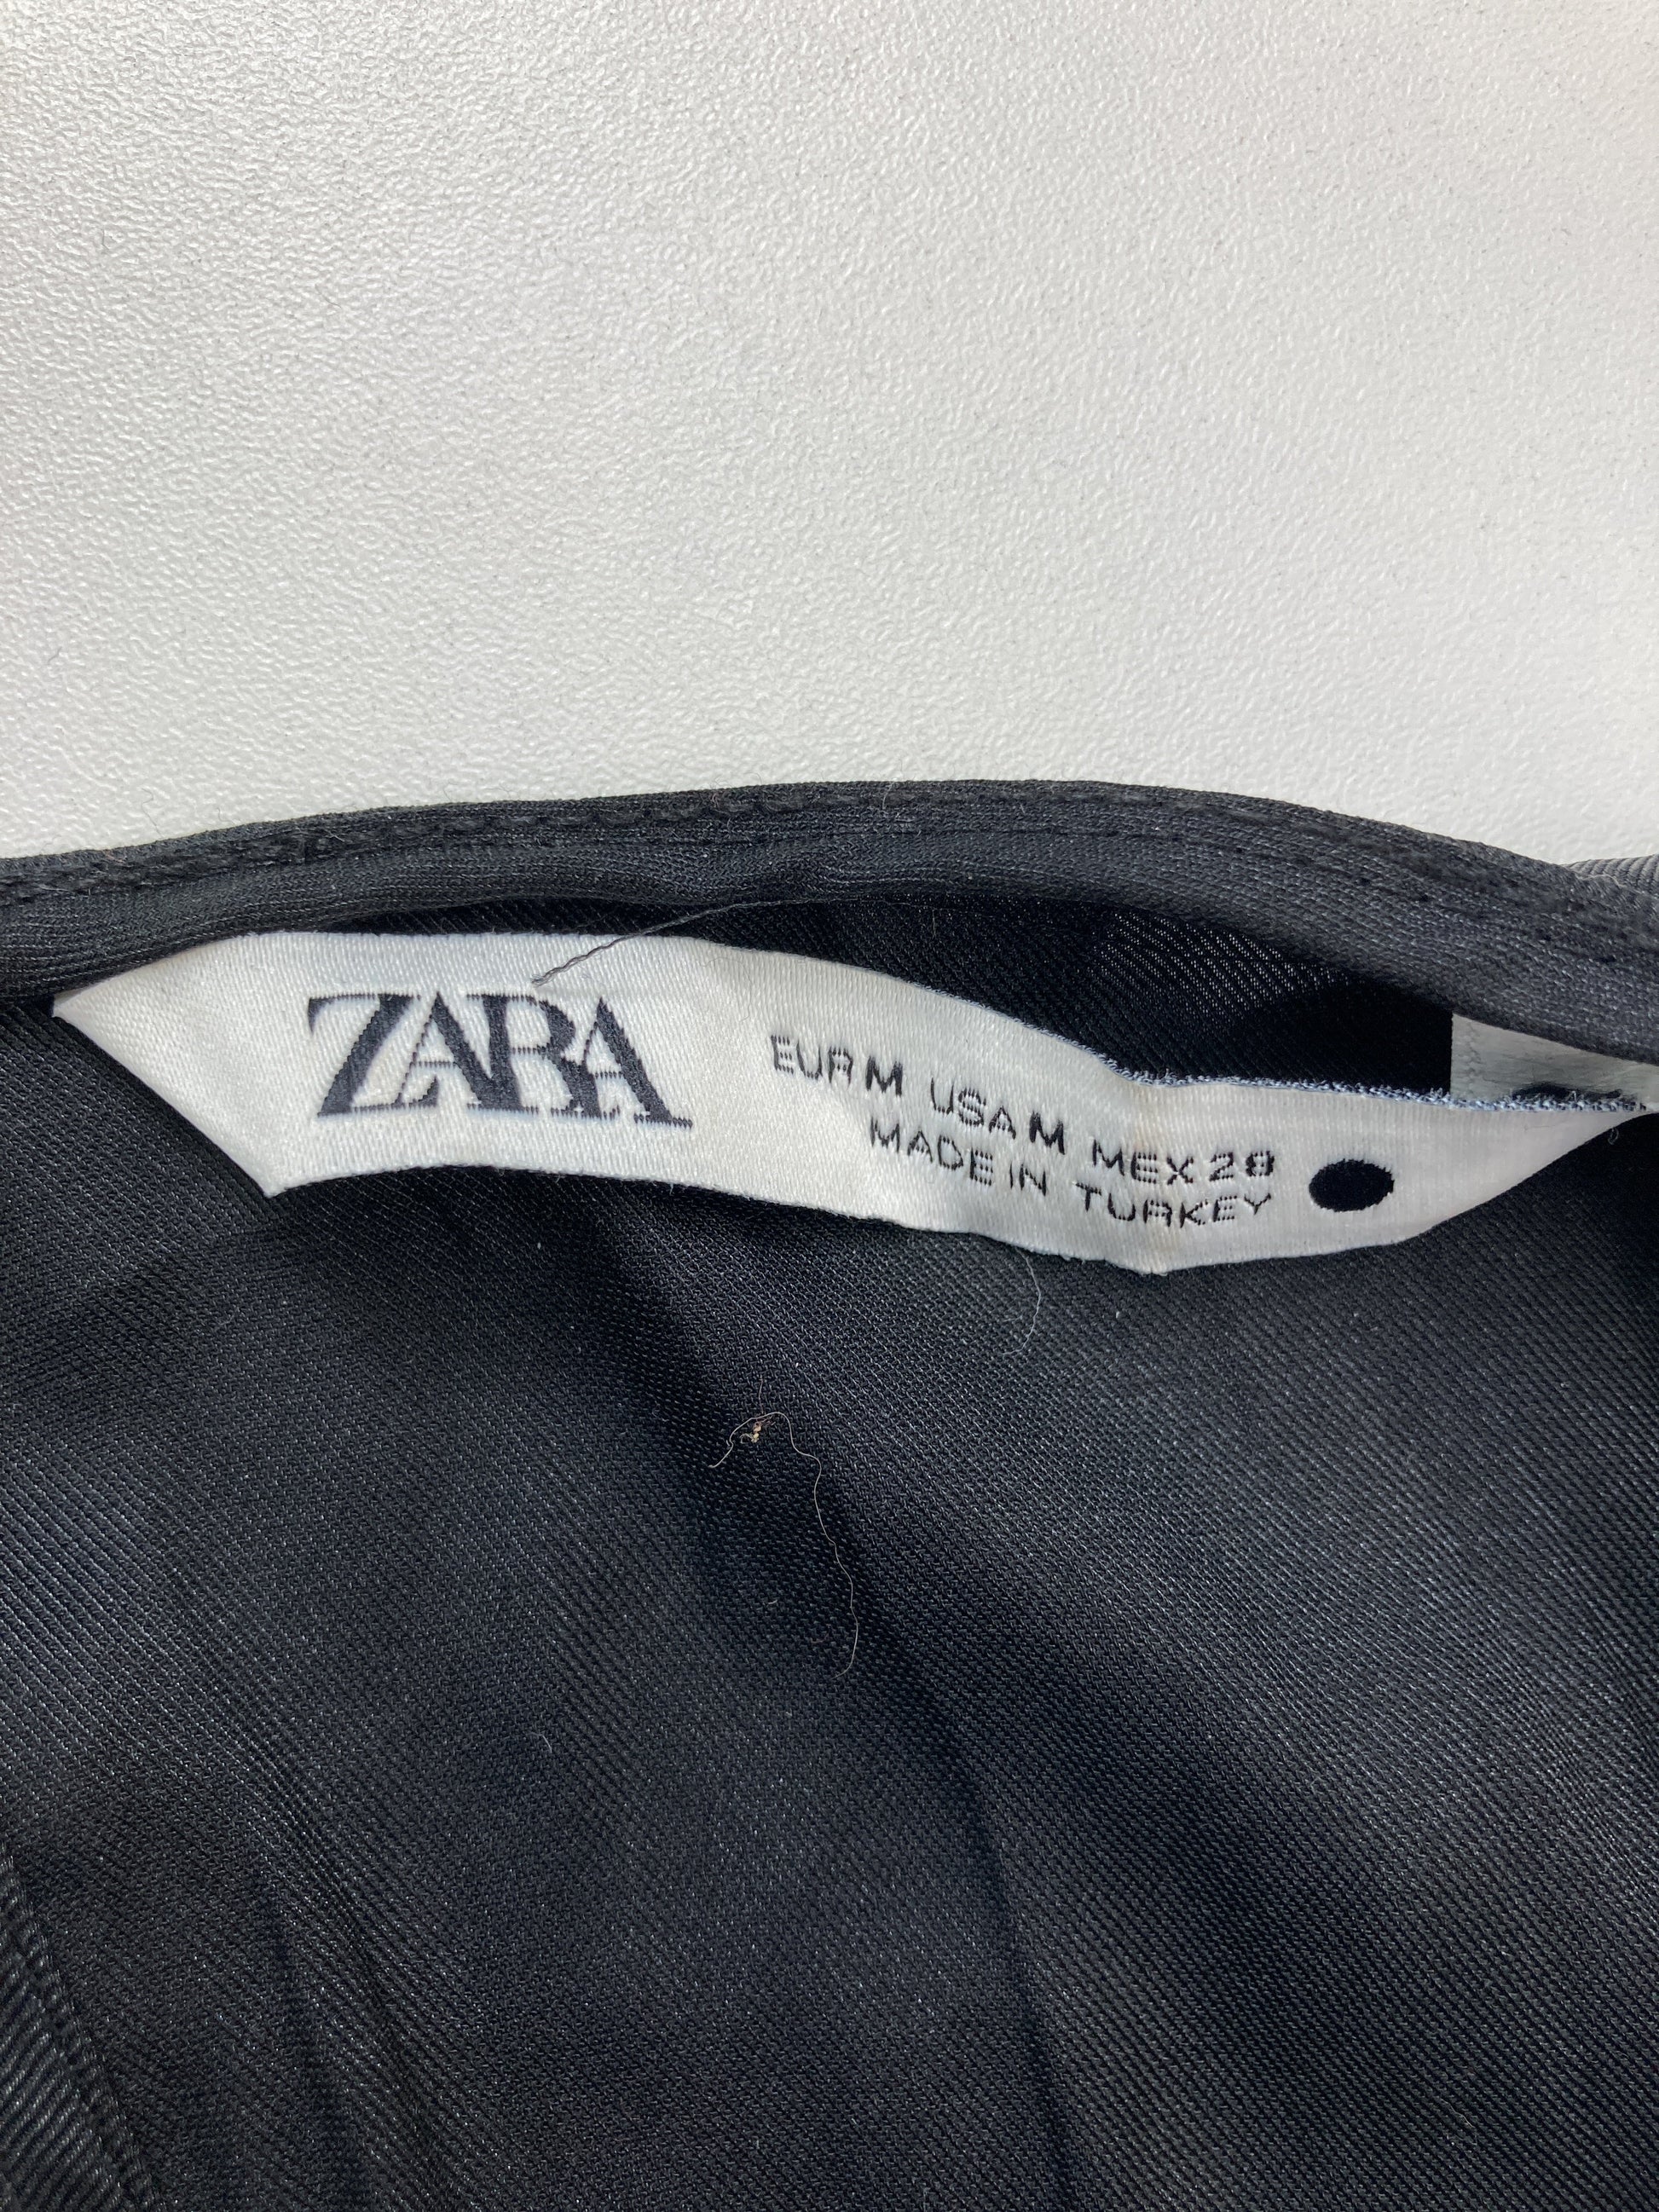 ZARA
EUR M USA M MEX 28
MADE IN TURKEY